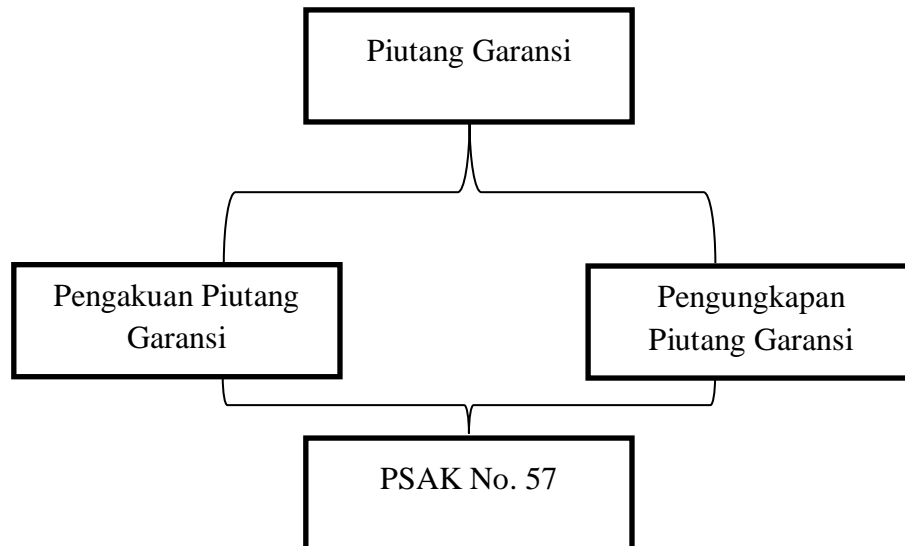 Piutang Garansi
Pengakuan Piutang
Garansi
Pengungkapan
Piutang Garansi
PSAK No. 57